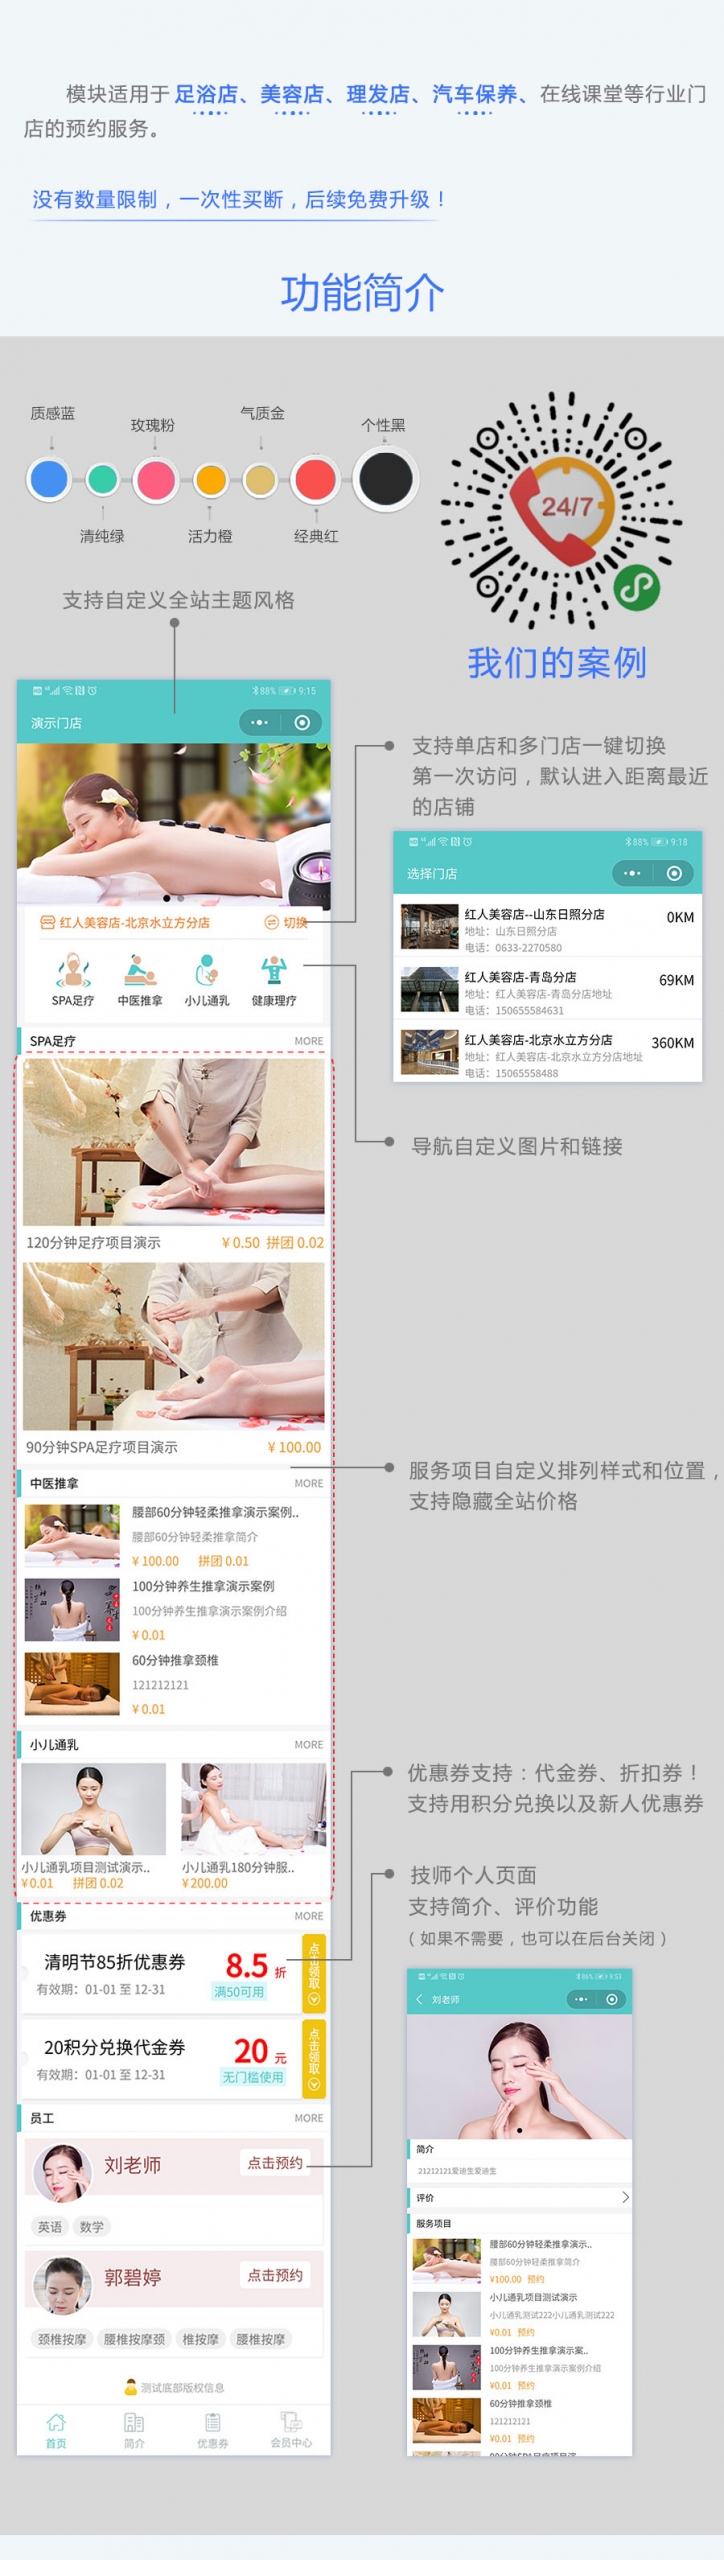 模块适用于 足浴店、美容店、理发店、汽车保养、在线课堂等行业门
店的预约服务。
没有数量限制，一次性买断，后续免费升级！
功能简介
质感蓝
玫瑰粉
气质金
个性黑
清纯绿
活力橙
经典红
24/7
支持自定义全站主题风格
我们的案例
88% 9:15
演示门店
支持单店和多门店一键切换
第一次访问，默认进入距离最近
的店铺
红人美容店-北京水立方分店
切换
SPA足疗
中医推拿
小儿通乳
健康理疗
88% 9:18
选择门店
红人美容店--山东日照分店
0KM
地址：山东日照分店
电话：0633-2270580
红人美容店-青岛分店
69KM
地址：红人美容店-青岛分店地址
电话：150655584631
红人美容店-北京水立方分店
360KM
地址：红人美容店-北京水立方分店地址
电话：15065558488
导航自定义图片和链接
SPA足疗
MORE
120分钟足疗项目演示
¥ 0.50 拼团 0.02
90分钟SPA足疗项目演示
¥ 100.00
服务项目自定义排列样式和位置，
支持隐藏全站价格
中医推拿
MORE
腰部60分钟轻柔推拿演示案例..
腰部60分钟轻柔推拿简介
¥ 100.00 拼团 0.01
100分钟养生推拿演示案例
100分钟养生推拿演示案例介绍
¥ 0.01
60分钟推拿颈椎
121212121
¥ 0.01
小儿通乳
MORE
小儿通乳项目测试演示..
¥0.01 拼团 0.02
小儿通乳180分钟服..
¥200.00
优惠券支持：代金券、折扣券！
支持用积分兑换以及新人优惠券
技师个人页面
支持简介、评价功能
（如果不需要，也可以在后台关闭）
优惠券
MORE
清明节85折优惠券
8.5 折
有效期：01-01 至 12-31
满50可用
点击领取
20积分兑换代金券
20 元
有效期：01-01 至 12-31
无门槛使用
点击领取
员工
MORE
刘老师
点击预约
英语
数学
郭碧婷
点击预约
颈椎按摩
腰椎按摩颈
椎按摩
腰椎按摩
测试底部版权信息
首页
简介
优惠券
会员中心
86% 9:53
刘老师
简介
21212121爱迪生爱迪生
评价
服务项目
腰部60分钟轻柔推拿演示..
腰部60分钟轻柔推拿简介
¥100.00 预约
小儿通乳项目测试演示
小儿通乳测试222小儿通乳测试222
¥0.01 预约
100分钟养生推拿演示案..
100分钟养生推拿演示案例介绍
¥0.01 预约
60分钟推拿颈椎
121212121
¥0.01 预约